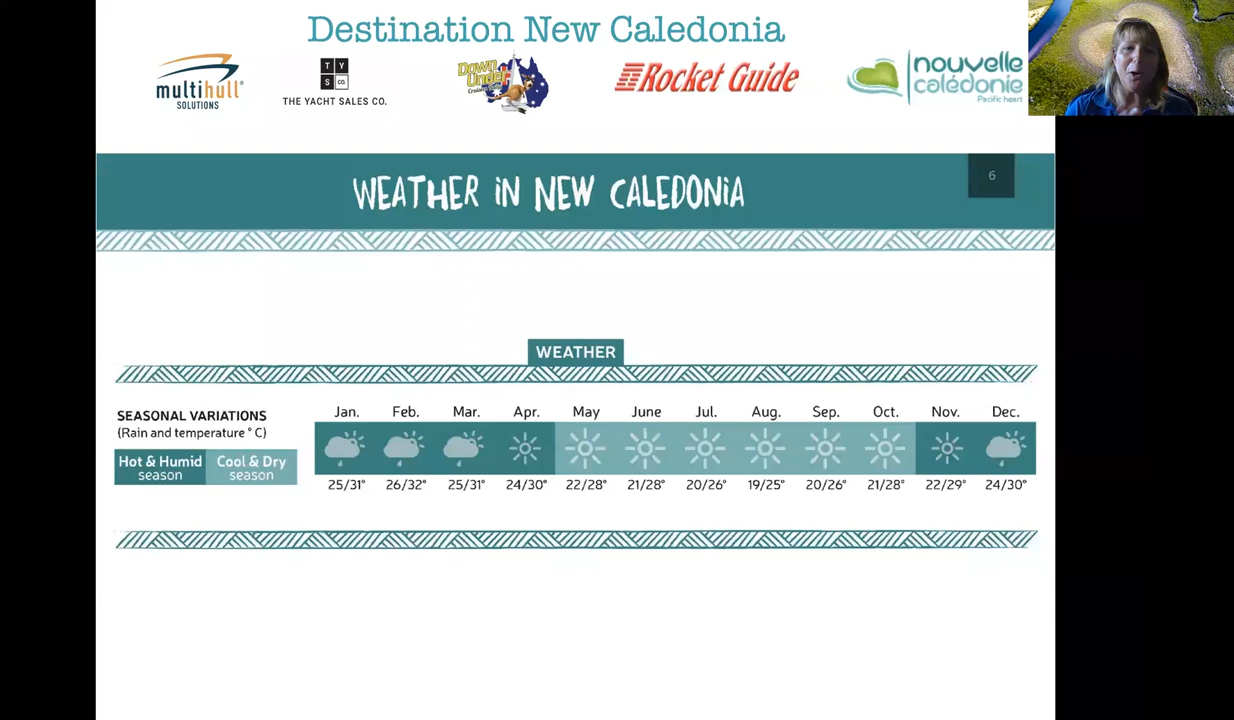 Destination New Caledonia
multihull
SOLUTIONS
TY
S CO.
THE YACHT SALES CO.
Down
Under
Rocket Guide
nouvelle
calédonie
Pacific heart
WEATHER iN NEW CALEDONiA
6
WEATHER
SEASONAL VARIATIONS
(Rain and temperature ° C)
Hot & Humid
season
Cool & Dry
season
Jan. Feb. Mar. Apr. May June Jul. Aug. Sep. Oct. Nov. Dec.
25/31° 26/32° 25/31° 24/30° 22/28° 21/28° 20/26° 19/25° 20/26° 21/28° 22/29° 24/30°